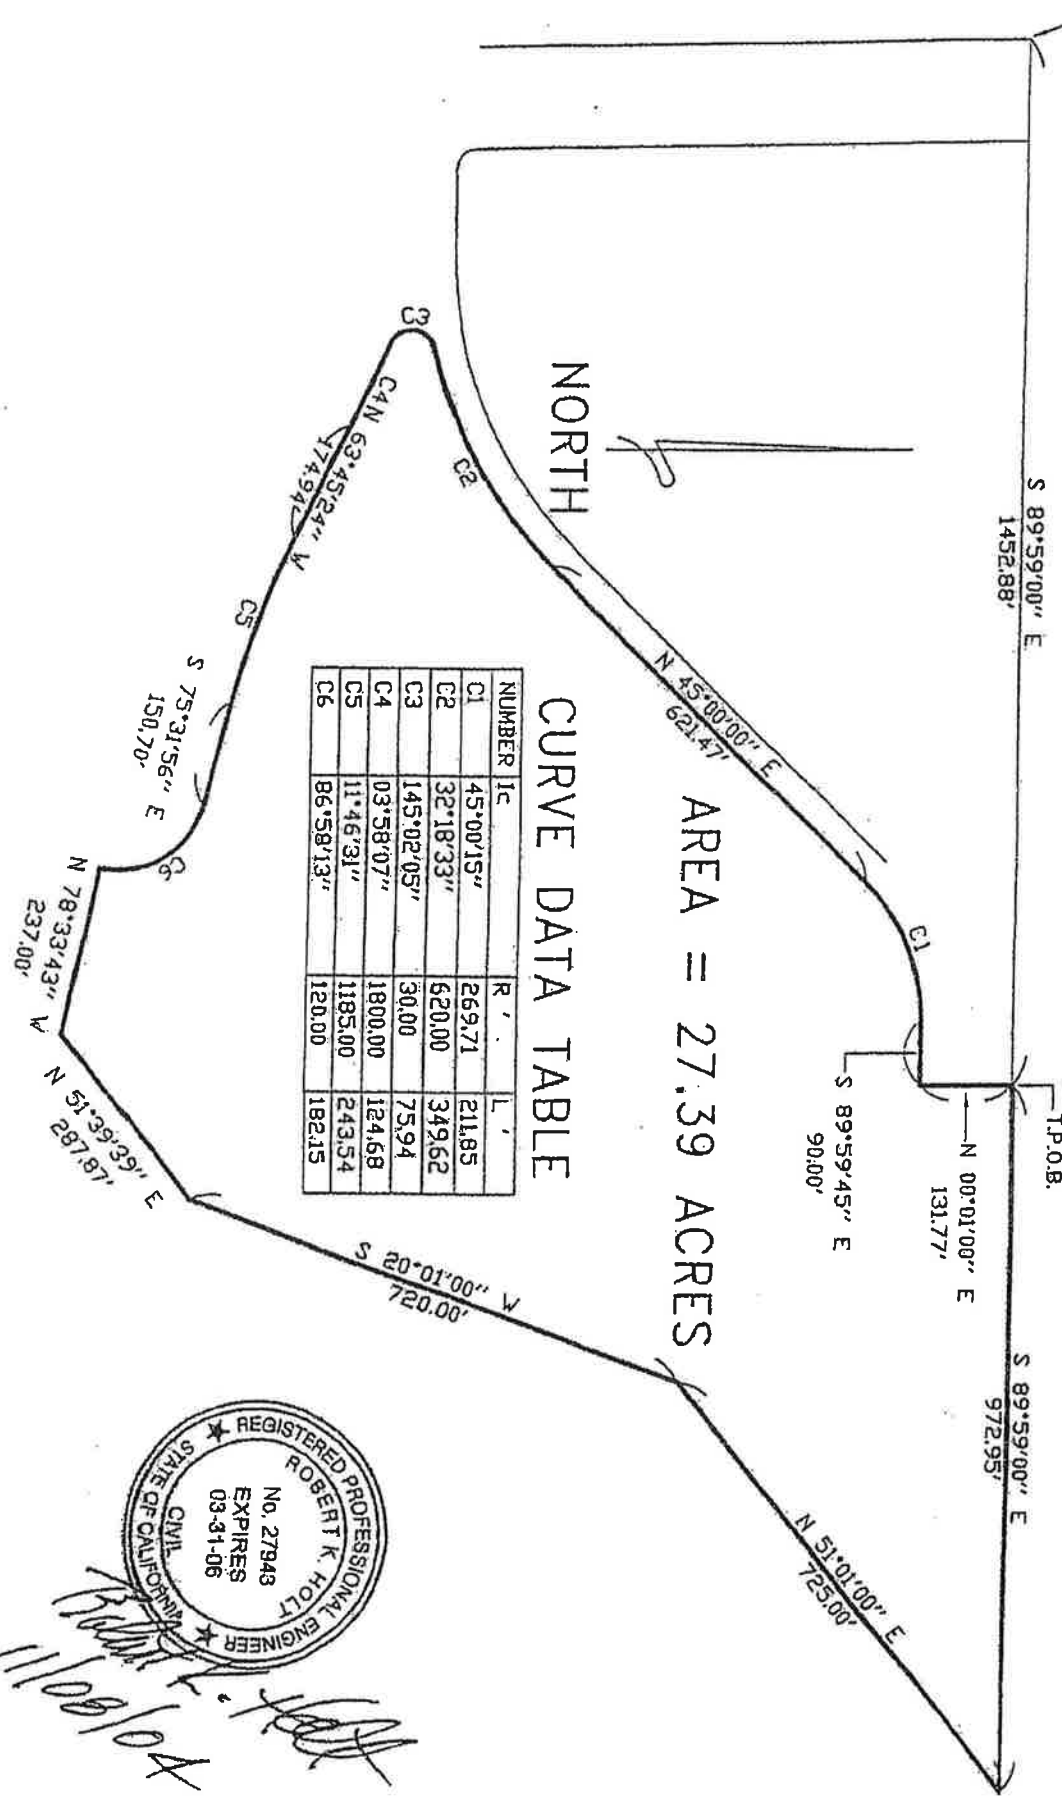 T.P.O.B.
S 89°59'00" E
1452.88'
S 89°59'00" E
972.95'
N 00°01'00" E
131.77'
S 89°59'45" E
90.00'
C1
N 45°00'00" E
621.47'
NORTH
C2
C3
C4
N 63°45'24" W
174.94'
C5
S 75°31'56" E
150.70'
C6
N 78°33'43" W
237.00'
N 51°39'39" E
287.87'
S 20°01'00" W
720.00'
N 51°01'00" E
725.00'
AREA = 27.39 ACRES
CURVE DATA TABLE
NUMBER Ic R ' L '
C1 45°00'15" 269.71 211.85
C2 32°18'33" 620.00 349.62
C3 145°02'05" 30.00 75.94
C4 03°58'07" 1800.00 124.68
C5 11°46'31" 1185.00 243.54
C6 86°58'13" 120.00 182.15
REGISTERED PROFESSIONAL ENGINEER
ROBERT K. HOLT
No. 27943
EXPIRES
03-31-06
CIVIL
STATE OF CALIFORNIA
Robert K. Holt
11/08/04